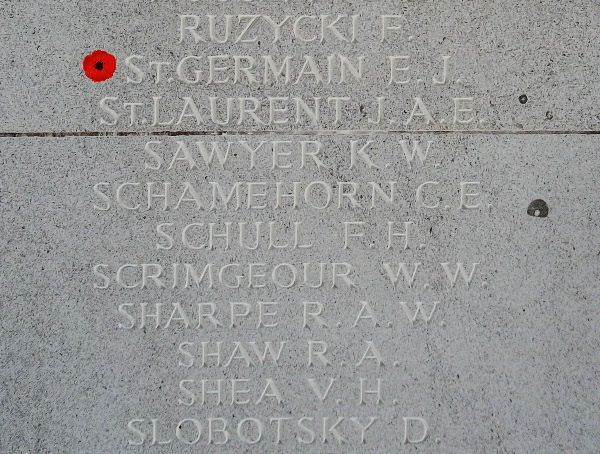 RUZYCKI F.
ST.GERMAIN E.J.
ST.LAURENT J.A.E.
SAWYER K.W.
SCHAMEHORN C.E.
SCHULL F.H.
SCRIMGEOUR W.W.
SHARPE R.A.W.
SHAW R.A.
SHEA V.H.
SLOBOTSKY D.